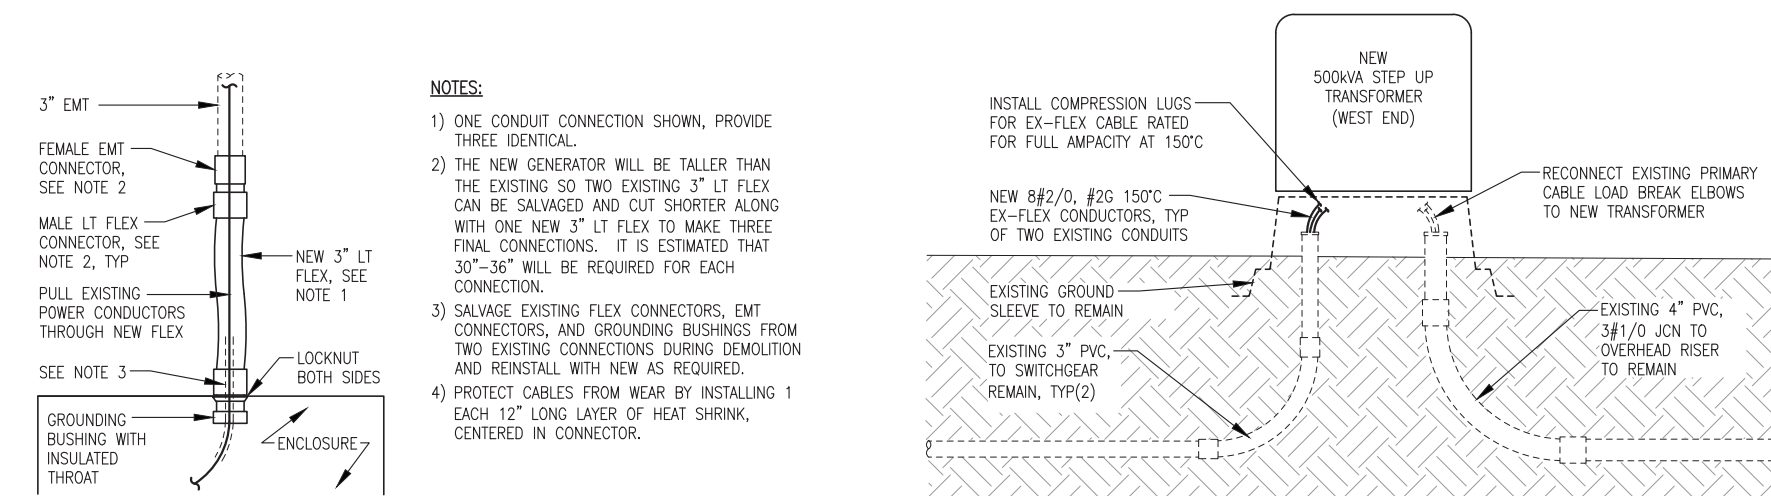 3" EMT
FEMALE EMT
CONNECTOR,
SEE NOTE 2
MALE LT FLEX
CONNECTOR, SEE
NOTE 2, TYP
PULL EXISTING
POWER CONDUCTORS
THROUGH NEW FLEX
SEE NOTE 3
GROUNDING
BUSHING WITH
INSULATED
THROAT
NEW 3" LT
FLEX, SEE
NOTE 1
LOCKNUT
BOTH SIDES
ENCLOSURE
NOTES:
1) ONE CONDUIT CONNECTION SHOWN, PROVIDE
THREE IDENTICAL.
2) THE NEW GENERATOR WILL BE TALLER THAN
THE EXISTING SO TWO EXISTING 3" LT FLEX
CAN BE SALVAGED AND CUT SHORTER ALONG
WITH ONE NEW 3" LT FLEX TO MAKE THREE
FINAL CONNECTIONS. IT IS ESTIMATED THAT
30"-36" WILL BE REQUIRED FOR EACH
CONNECTION.
3) SALVAGE EXISTING FLEX CONNECTORS, EMT
CONNECTORS, AND GROUNDING BUSHINGS FROM
TWO EXISTING CONNECTIONS DURING DEMOLITION
AND REINSTALL WITH NEW AS REQUIRED.
4) PROTECT CABLES FROM WEAR BY INSTALLING 1
EACH 12" LONG LAYER OF HEAT SHRINK,
CENTERED IN CONNECTOR.
NEW
500kVA STEP UP
TRANSFORMER
(WEST END)
INSTALL COMPRESSION LUGS
FOR EX-FLEX CABLE RATED
FOR FULL AMPACITY AT 150°C
NEW 8#2/0, #2G 150°C
EX-FLEX CONDUCTORS, TYP
OF TWO EXISTING CONDUITS
EXISTING GROUND
SLEEVE TO REMAIN
EXISTING 3" PVC,
TO SWITCHGEAR
REMAIN, TYP(2)
RECONNECT EXISTING PRIMARY
CABLE LOAD BREAK ELBOWS
TO NEW TRANSFORMER
EXISTING 4" PVC,
3#1/0 JCN TO
OVERHEAD RISER
TO REMAIN